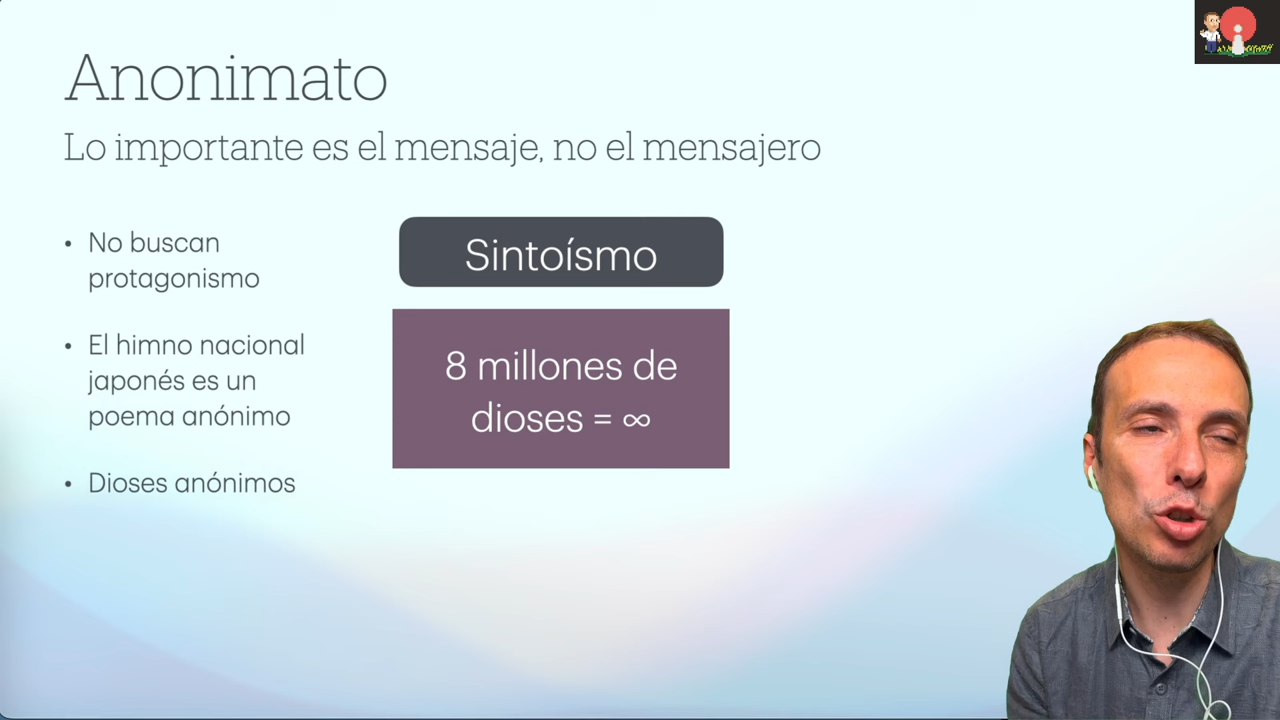 Anonimato
Lo importante es el mensaje, no el mensajero
• No buscan
protagonismo
• El himno nacional
japonés es un
poema anónimo
• Dioses anónimos
Sintoísmo
8 millones de
dioses = ∞